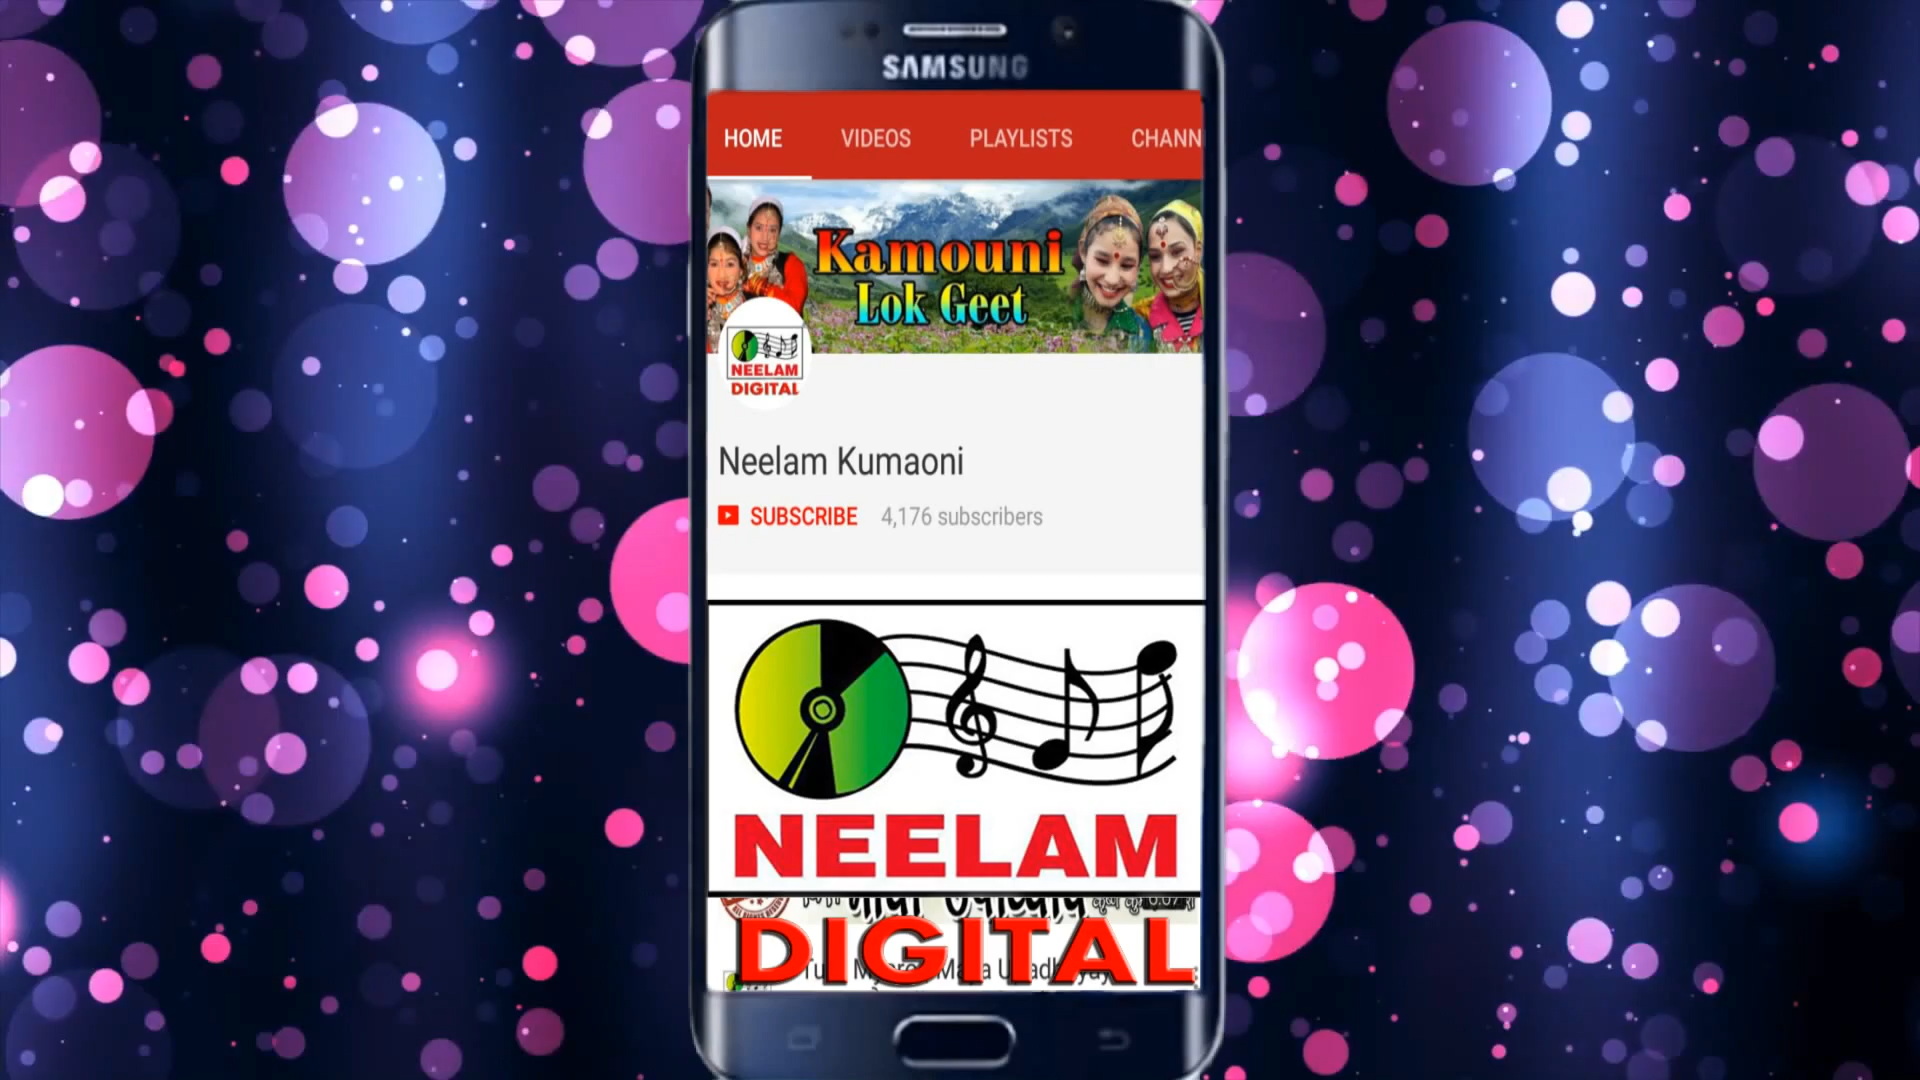 SAMSUNG
HOME VIDEOS PLAYLISTS CHANN
Kamouni
Lok Geet
NEELAM
DIGITAL
Neelam Kumaoni
SUBSCRIBE 4,176 subscribers
NEELAM
DIGITAL